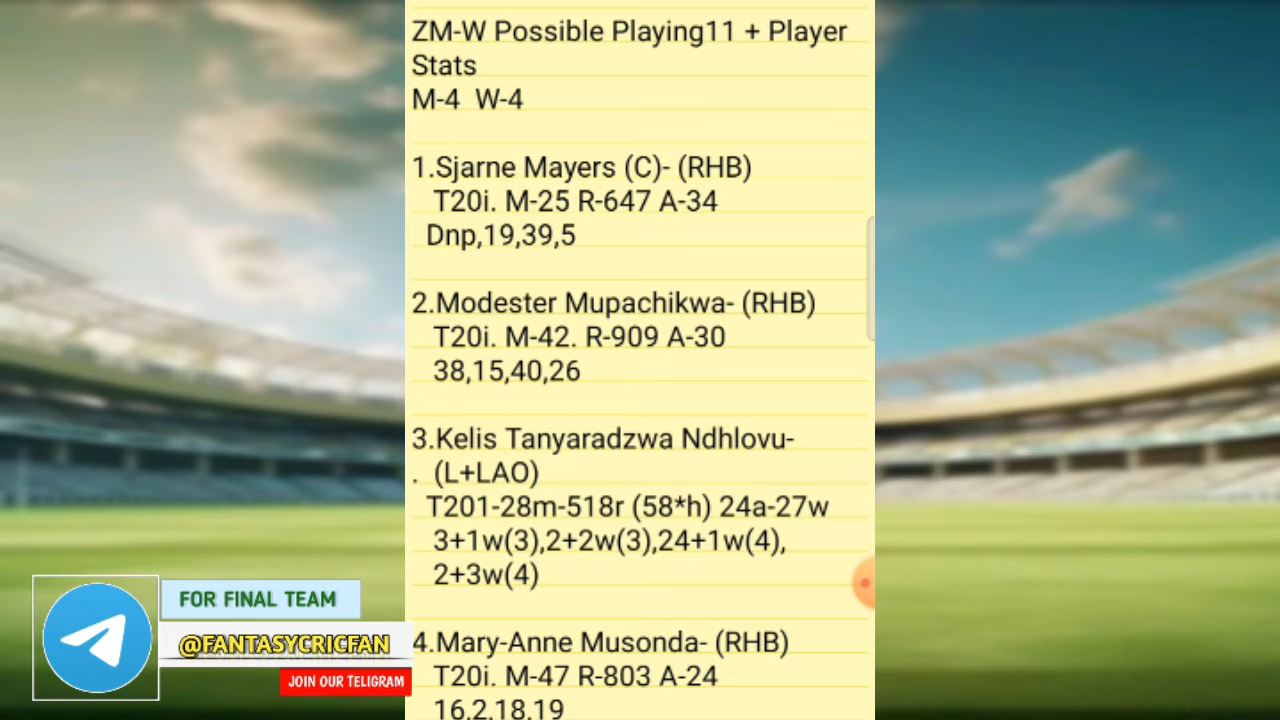 ZM-W Possible Playing11 + Player
Stats
M-4 W-4
1.Sjarne Mayers (C)- (RHB)
T20i. M-25 R-647 A-34
Dnp,19,39,5
2.Modester Mupachikwa- (RHB)
T20i. M-42. R-909 A-30
38,15,40,26
3.Kelis Tanyaradzwa Ndhlovu-
. (L+LAO)
T201-28m-518r (58*h) 24a-27w
3+1w(3),2+2w(3),24+1w(4),
2+3w(4)
4.Mary-Anne Musonda- (RHB)
T20i. M-47 R-803 A-24
16,2,18,19
FOR FINAL TEAM
@FANTASYCRICFAN
JOIN OUR TELIGRAM